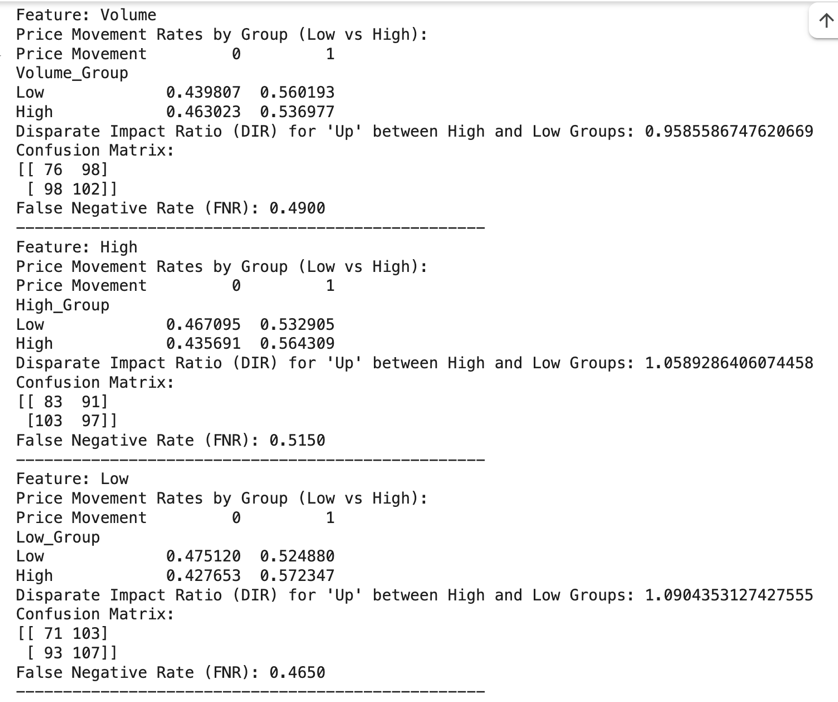 Feature: Volume
Price Movement Rates by Group (Low vs High):
Price Movement 0 1
Volume_Group
Low 0.439807 0.560193
High 0.463023 0.536977
Disparate Impact Ratio (DIR) for 'Up' between High and Low Groups: 0.9585586747620669
Confusion Matrix:
[[ 76 98]
[ 98 102]]
False Negative Rate (FNR): 0.4900
--------------------------------------------------
Feature: High
Price Movement Rates by Group (Low vs High):
Price Movement 0 1
High_Group
Low 0.467095 0.532905
High 0.435691 0.564309
Disparate Impact Ratio (DIR) for 'Up' between High and Low Groups: 1.0589286406074458
Confusion Matrix:
[[ 83 91]
[103 97]]
False Negative Rate (FNR): 0.5150
--------------------------------------------------
Feature: Low
Price Movement Rates by Group (Low vs High):
Price Movement 0 1
Low_Group
Low 0.475120 0.524880
High 0.427653 0.572347
Disparate Impact Ratio (DIR) for 'Up' between High and Low Groups: 1.0904353127427555
Confusion Matrix:
[[ 71 103]
[ 93 107]]
False Negative Rate (FNR): 0.4650
--------------------------------------------------